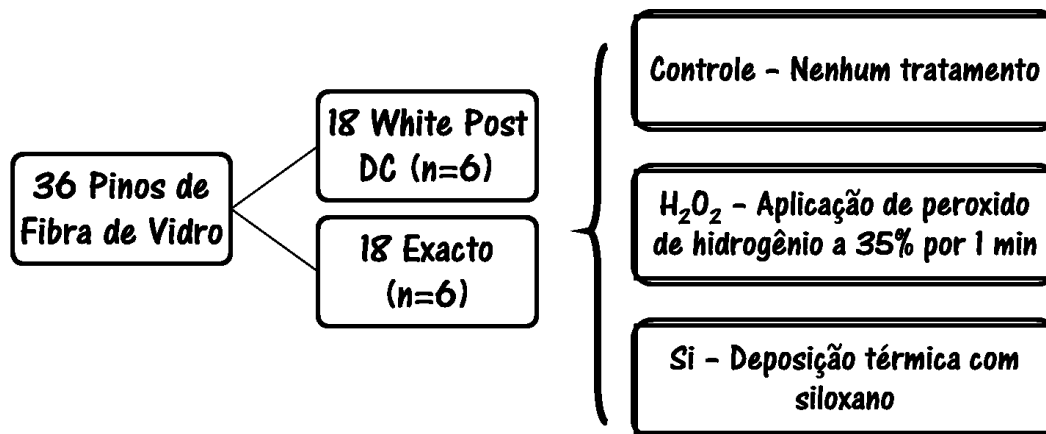 36 Pinos de
Fibra de Vidro
18 White Post
DC (n=6)
18 Exacto
(n=6)
Controle - Nenhum tratamento
H₂O₂ - Aplicação de peroxido
de hidrogênio a 35% por 1 min
Si - Deposição térmica com
siloxano